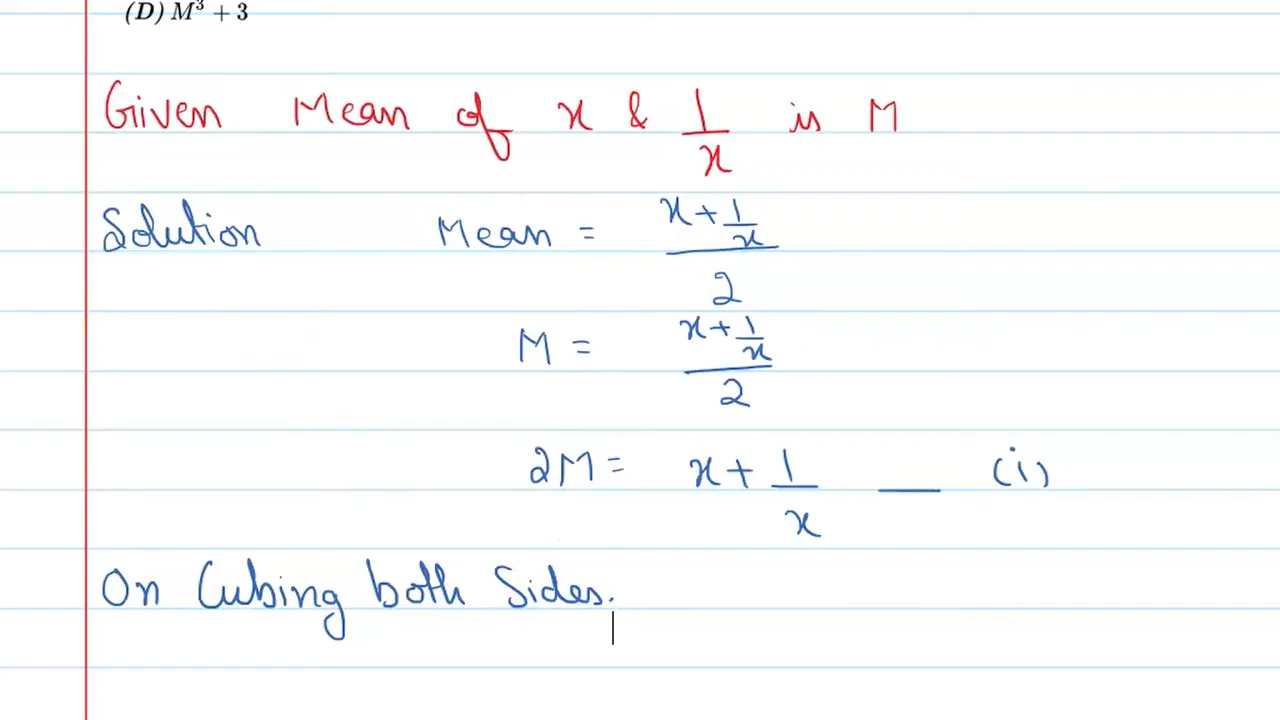 (D) M³ + 3
Given Mean of x & 1/x is M
Solution Mean = (x + 1/x)/2
M = (x + 1/x)/2
2M = x + 1/x — (i)
On Cubing both Sides.